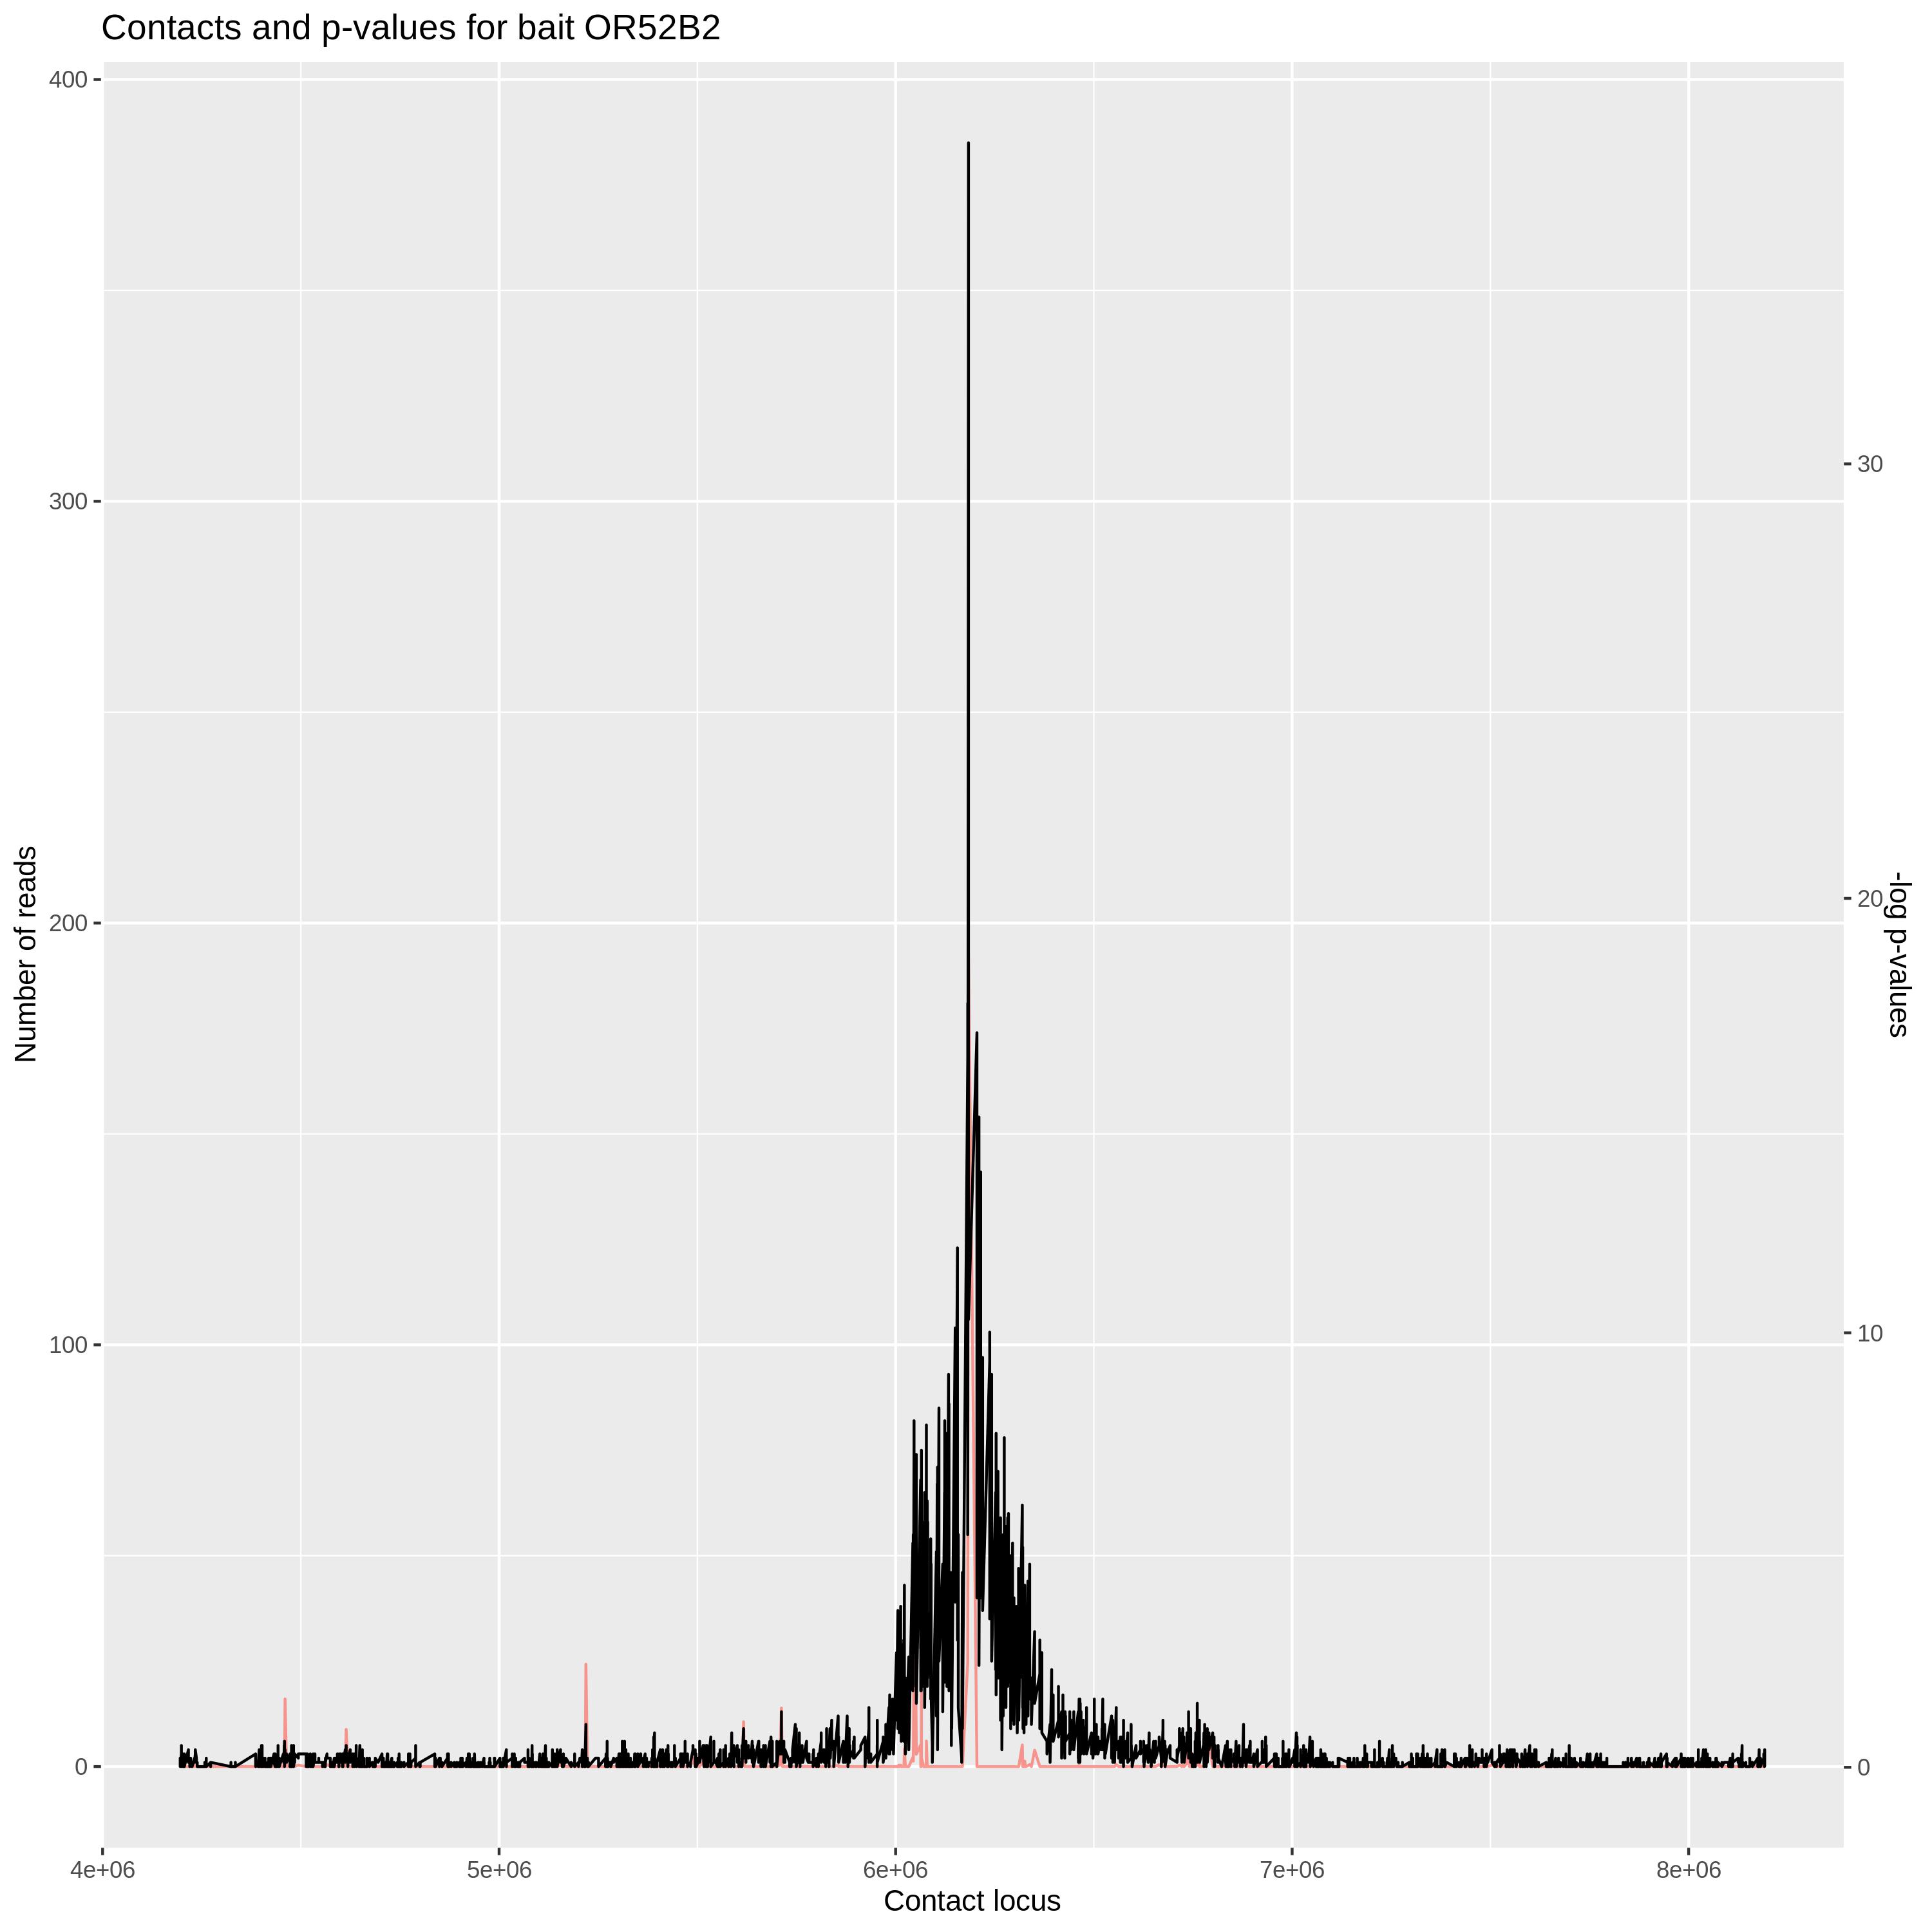 Contacts and p-values for bait OR52B2
400
300
200
100
0
Number of reads
30
20
10
0
-log p-values
4e+06
5e+06
6e+06
7e+06
8e+06
Contact locus